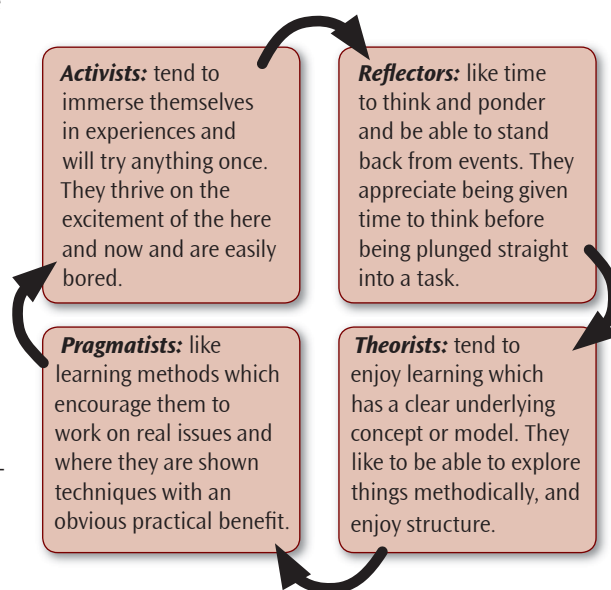 Activists: tend to
immerse themselves
in experiences and
will try anything once.
They thrive on the
excitement of the here
and now and are easily
bored.
Reflectors: like time
to think and ponder
and be able to stand
back from events. They
appreciate being given
time to think before
being plunged straight
into a task.
Theorists: tend to
enjoy learning which
has a clear underlying
concept or model. They
like to be able to explore
things methodically, and
enjoy structure.
Pragmatists: like
learning methods which
encourage them to
work on real issues and
where they are shown
techniques with an
obvious practical benefit.